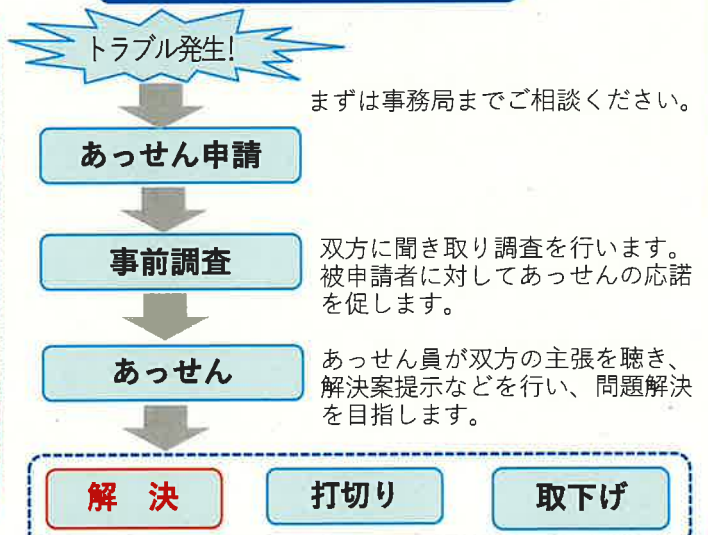 トラブル発生!
まずは事務局までご相談ください。
あっせん申請
事前調査
双方に聞き取り調査を行います。
被申請者に対してあっせんの応諾
を促します。
あっせん
あっせん員が双方の主張を聴き、
解決案提示などを行い、問題解決
を目指します。
解　決
打切り
取下げ